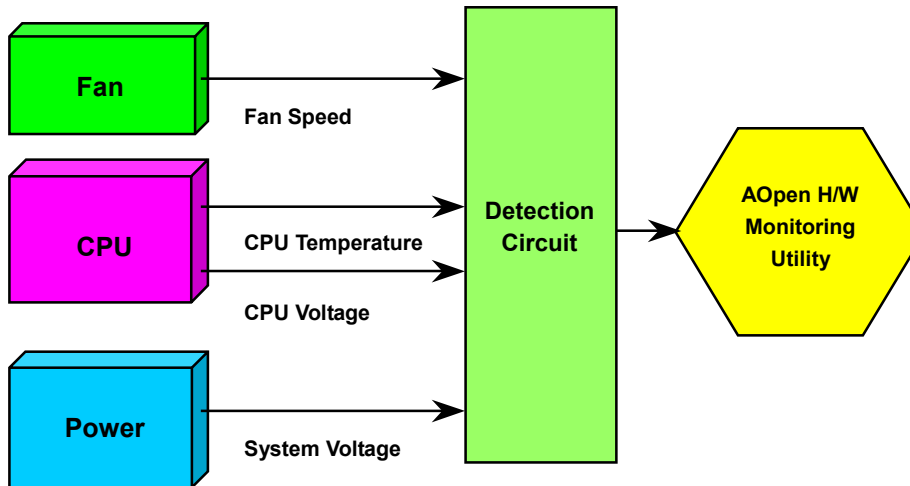 Fan
Fan Speed
CPU
CPU Temperature
CPU Voltage
Power
System Voltage
Detection
Circuit
AOpen H/W
Monitoring
Utility